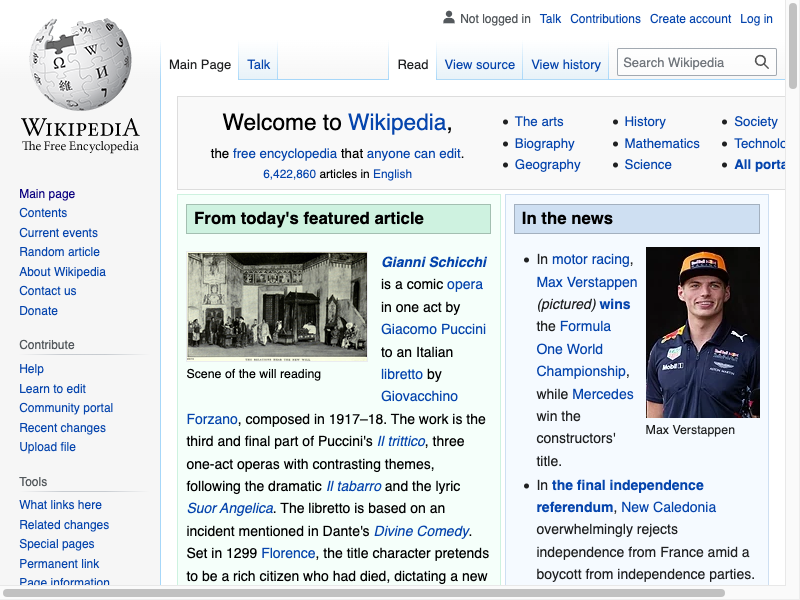 Not logged in Talk Contributions Create account Log in
Main Page Talk Read View source View history Search Wikipedia
WIKIPEDIA
The Free Encyclopedia
Main page
Contents
Current events
Random article
About Wikipedia
Contact us
Donate
Contribute
Help
Learn to edit
Community portal
Recent changes
Upload file
Tools
What links here
Related changes
Special pages
Permanent link
Page information
Welcome to Wikipedia,
the free encyclopedia that anyone can edit.
6,422,860 articles in English
The arts
Biography
Geography
History
Mathematics
Science
Society
Technolo
All porta
From today's featured article
Scene of the will reading
Gianni Schicchi
is a comic opera
in one act by
Giacomo Puccini
to an Italian
libretto by
Giovacchino
Forzano, composed in 1917–18. The work is the
third and final part of Puccini's Il trittico, three
one-act operas with contrasting themes,
following the dramatic Il tabarro and the lyric
Suor Angelica. The libretto is based on an
incident mentioned in Dante's Divine Comedy.
Set in 1299 Florence, the title character pretends
to be a rich citizen who had died, dictating a new
In the news
In motor racing,
Max Verstappen
(pictured) wins
the Formula
One World
Championship,
while Mercedes
win the
constructors'
title.
Max Verstappen
In the final independence
referendum, New Caledonia
overwhelmingly rejects
independence from France amid a
boycott from independence parties.